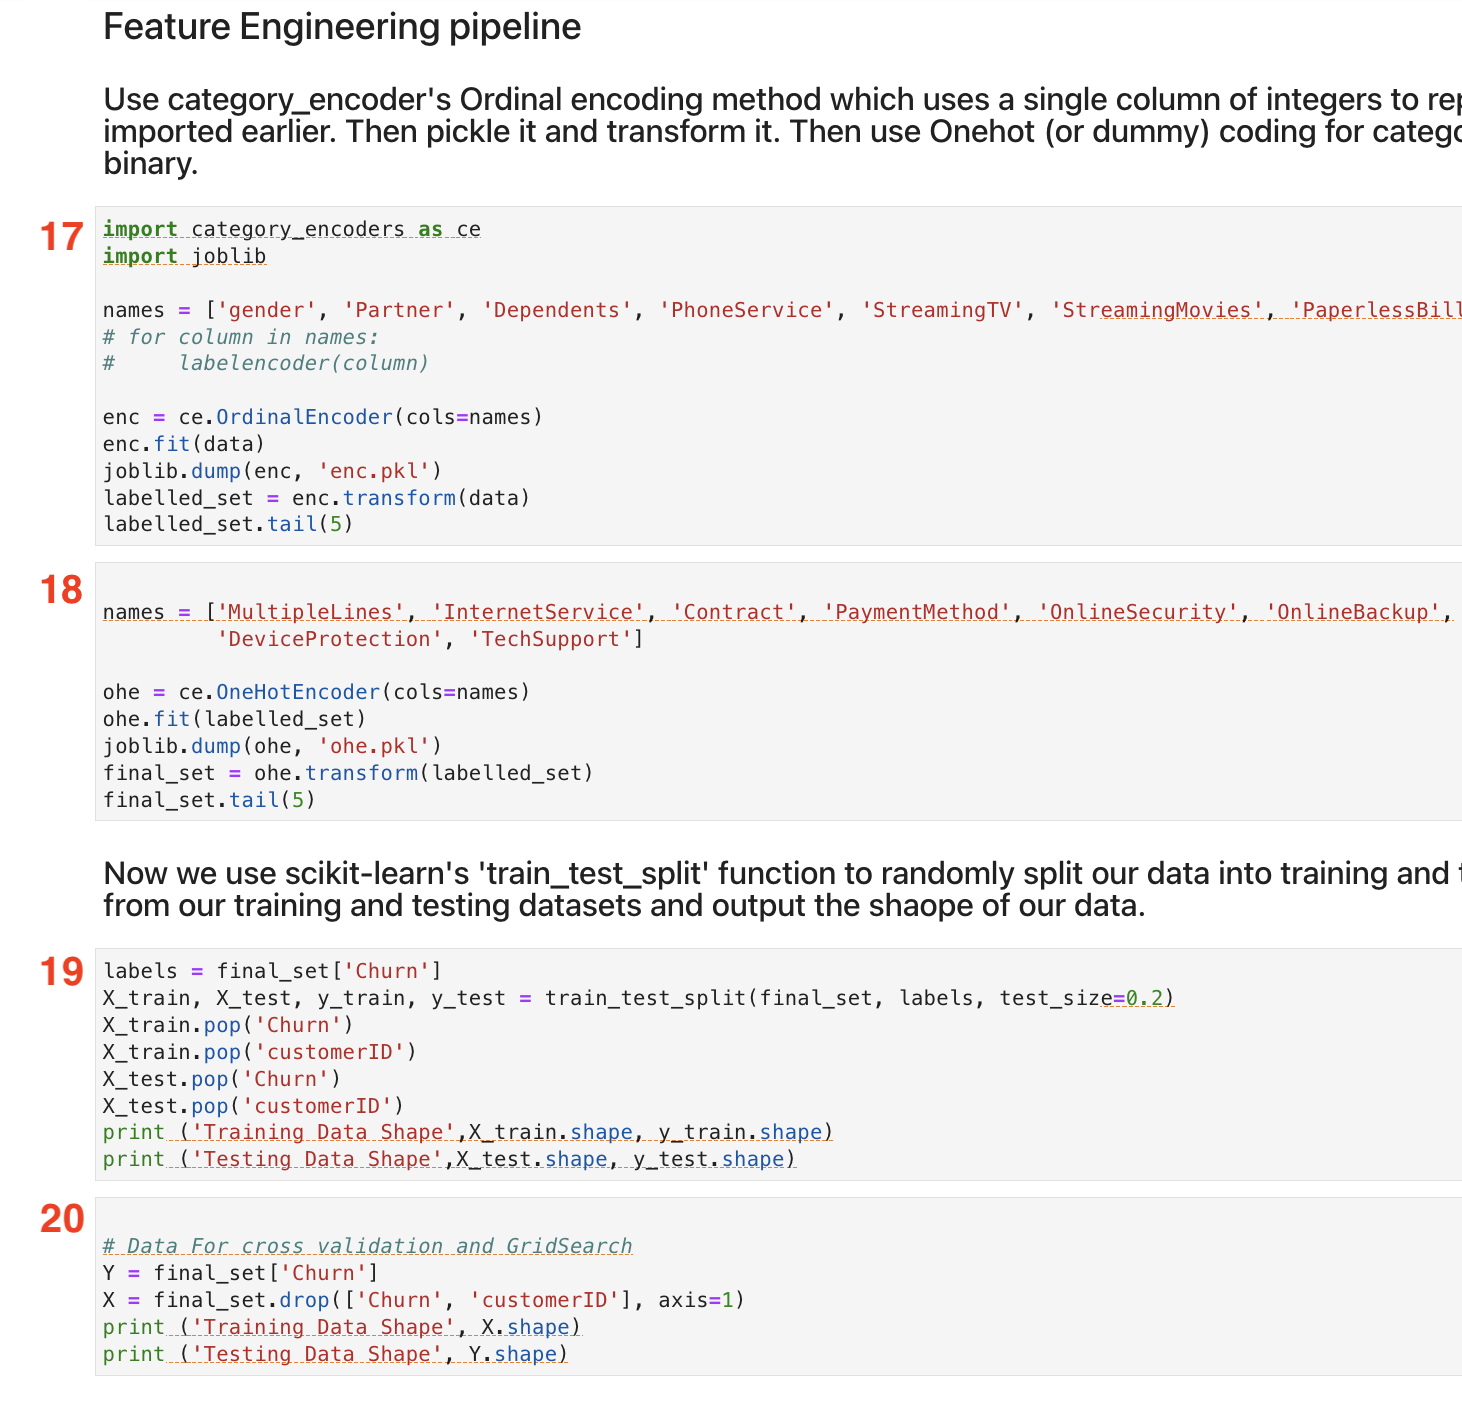 Feature Engineering pipeline
Use category_encoder's Ordinal encoding method which uses a single column of integers to
imported earlier. Then pickle it and transform it. Then use Onehot (or dummy) coding for
binary.
17
import category_encoders as ce
import joblib
names = ['gender', 'Partner', 'Dependents', 'PhoneService', 'StreamingTV', 'StreamingMovies', 'PaperlessBill
# for column in names:
#     labelencoder(column)
enc = ce.OrdinalEncoder(cols=names)
enc.fit(data)
joblib.dump(enc, 'enc.pkl')
labelled_set = enc.transform(data)
labelled_set.tail(5)
18
names = ['MultipleLines', 'InternetService', 'Contract', 'PaymentMethod', 'OnlineSecurity', 'OnlineBackup',
         'DeviceProtection', 'TechSupport']
ohe = ce.OneHotEncoder(cols=names)
ohe.fit(labelled_set)
joblib.dump(ohe, 'ohe.pkl')
final_set = ohe.transform(labelled_set)
final_set.tail(5)
Now we use scikit-learn's 'train_test_split' function to randomly split our data into training and
from our training and testing datasets and output the shaope of our data.
19
labels = final_set['Churn']
X_train, X_test, y_train, y_test = train_test_split(final_set, labels, test_size=0.2)
X_train.pop('Churn')
X_train.pop('customerID')
X_test.pop('Churn')
X_test.pop('customerID')
print ('Training Data Shape',X_train.shape, y_train.shape)
print ('Testing Data Shape',X_test.shape, y_test.shape)
20
# Data For cross validation and GridSearch
Y = final_set['Churn']
X = final_set.drop(['Churn', 'customerID'], axis=1)
print ('Training Data Shape', X.shape)
print ('Testing Data Shape', Y.shape)